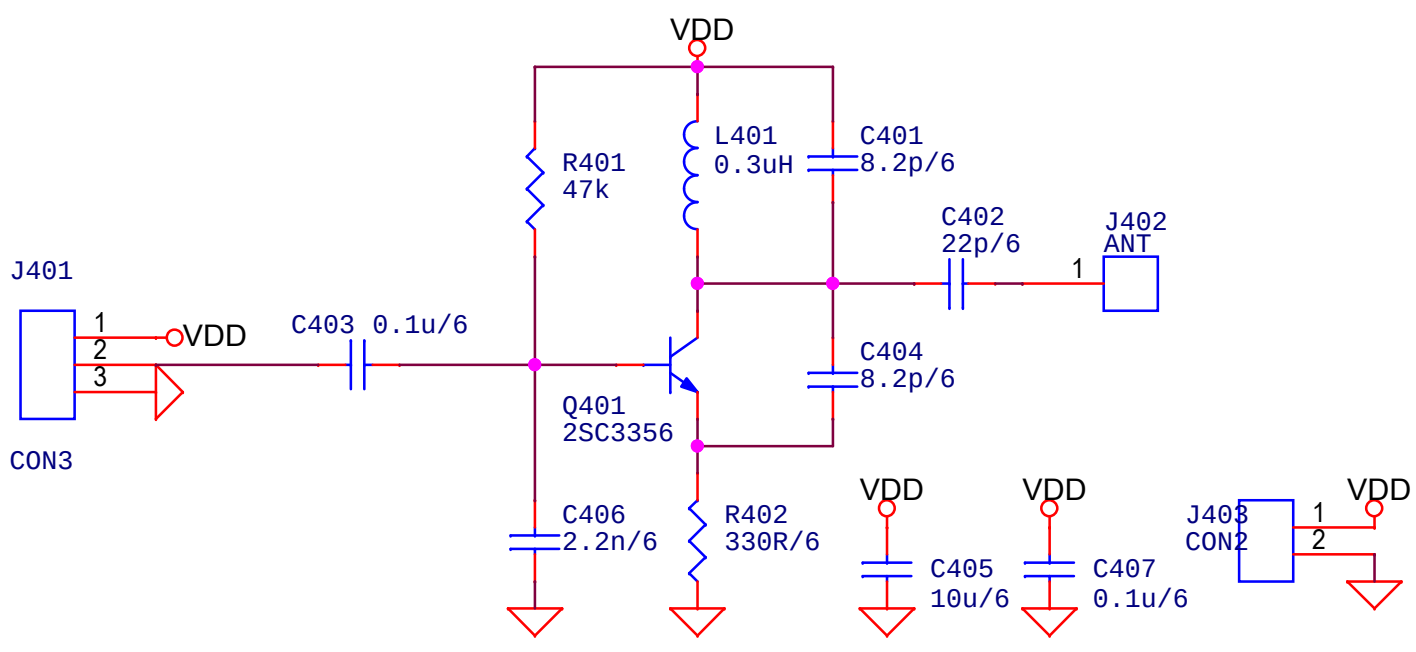 VDD
L401
0.3uH
C401
8.2p/6
R401
47k
C402
22p/6
J402
ANT
1
J401
1
VDD
2
3
CON3
C403 0.1u/6
C404
8.2p/6
Q401
2SC3356
C406
2.2n/6
R402
330R/6
VDD
C405
10u/6
VDD
C407
0.1u/6
J403
CON2
1
2
VDD